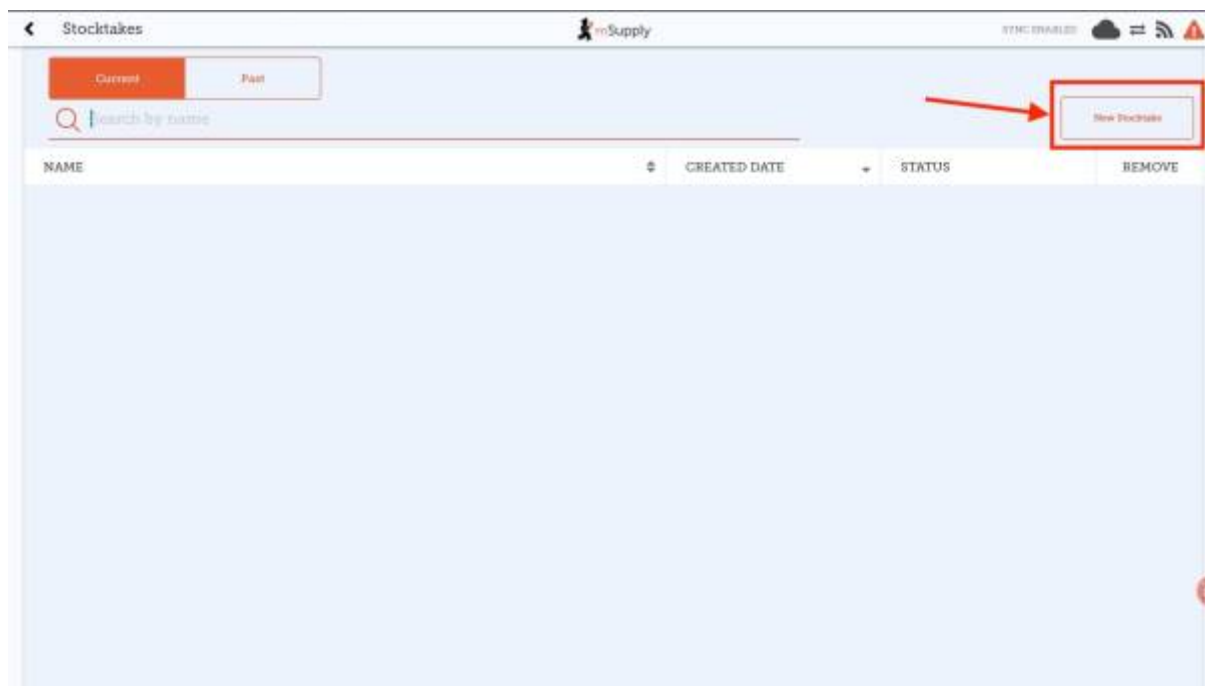 Stocktakes
mSupply
SYNC ENABLED
Current
Past
Search by name
New Stocktake
NAME
CREATED DATE
STATUS
REMOVE